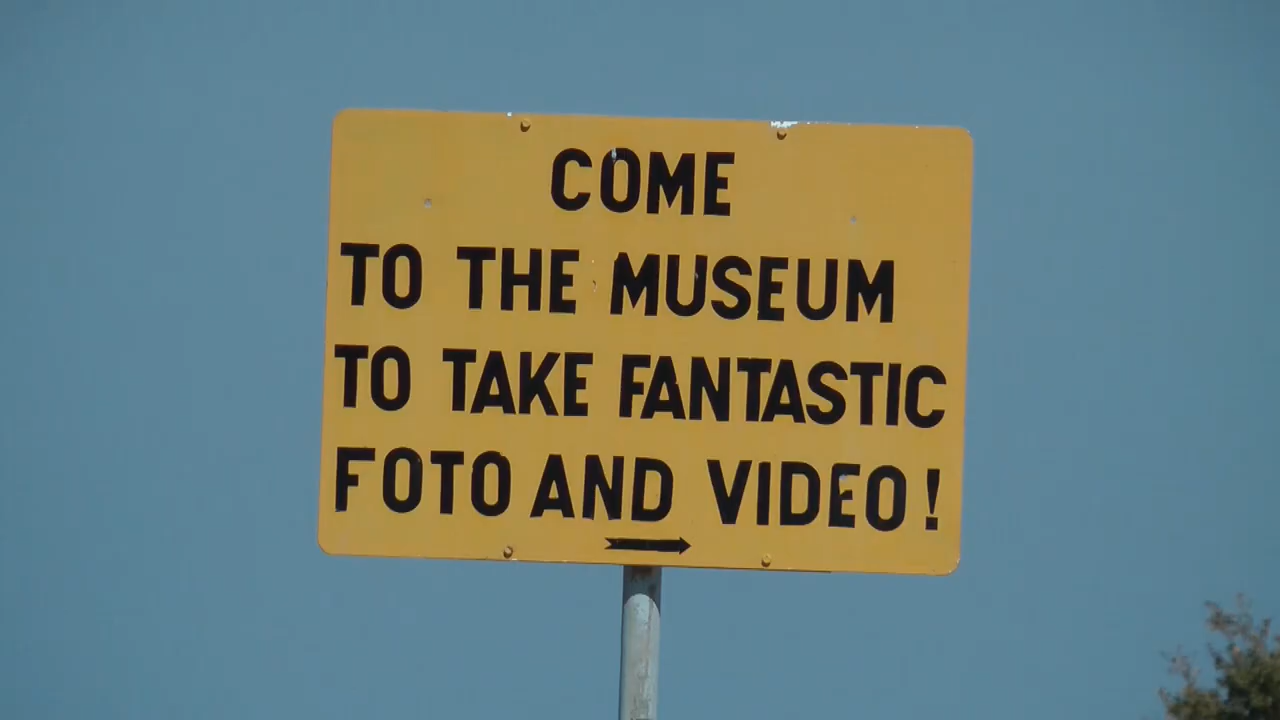 COME
TO THE MUSEUM
TO TAKE FANTASTIC
FOTO AND VIDEO!